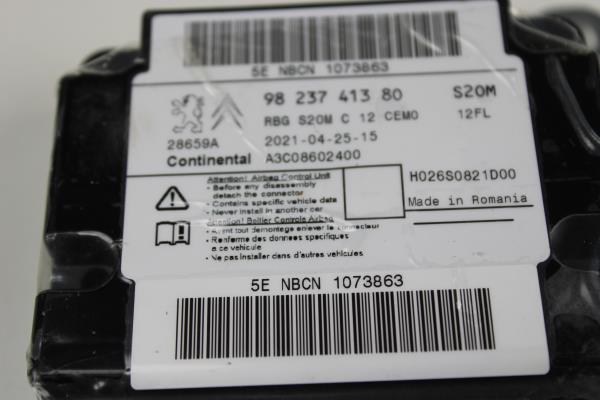 5E NBCN 1073863
98 237 413 80 S20M
RBG S20M C 12 CEM0 12FL
28659A 2021-04-25-15
Continental A3C08602400
Attention! Airbag Control Unit
- Before any disassembly
detach the connector
- Contains specific vehicle data
- Never install in another car
H026S0821D00
Made in Romania
Attention! Boitier Controle Airbag
- Avant tout demontage enlever le connecteur
- Renferme des donnees specifiques
a ce vehicule
- Ne pas installer dans d'autres vehicules
5E NBCN 1073863